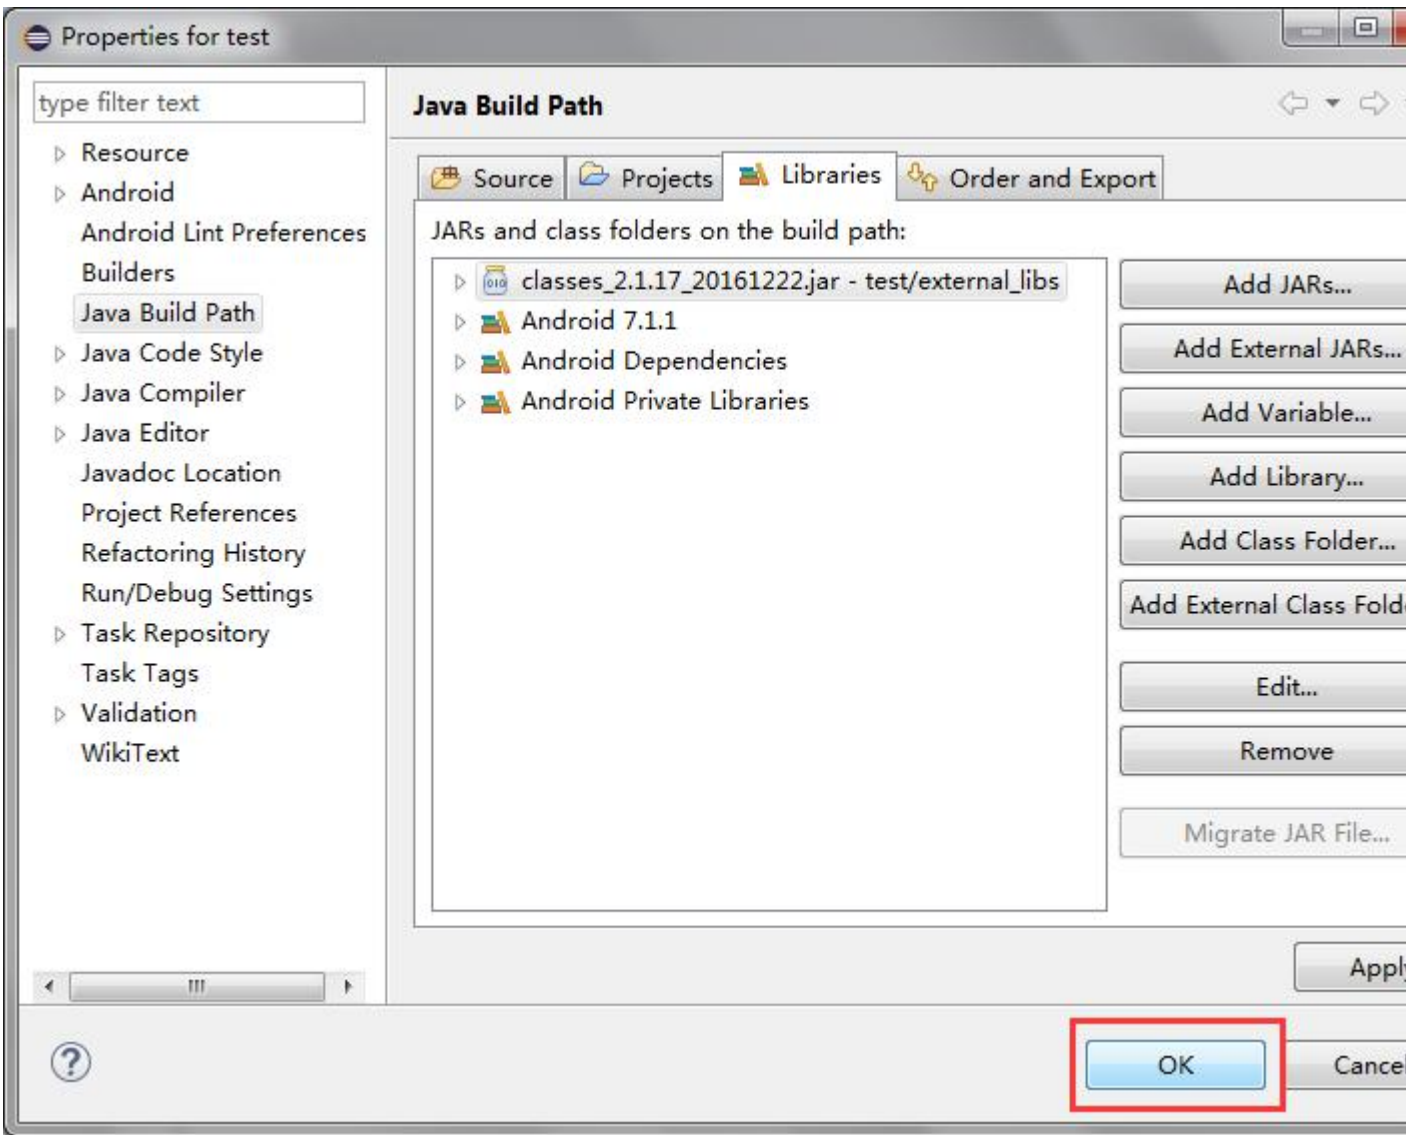 Properties for test
type filter text
Resource
Android
Android Lint Preferences
Builders
Java Build Path
Java Code Style
Java Compiler
Java Editor
Javadoc Location
Project References
Refactoring History
Run/Debug Settings
Task Repository
Task Tags
Validation
WikiText
Java Build Path
Source Projects Libraries Order and Export
JARs and class folders on the build path:
classes_2.1.17_20161222.jar - test/external_libs
Android 7.1.1
Android Dependencies
Android Private Libraries
Add JARs...
Add External JARs...
Add Variable...
Add Library...
Add Class Folder...
Add External Class Fold
Edit...
Remove
Migrate JAR File...
Apply
OK
Cancel